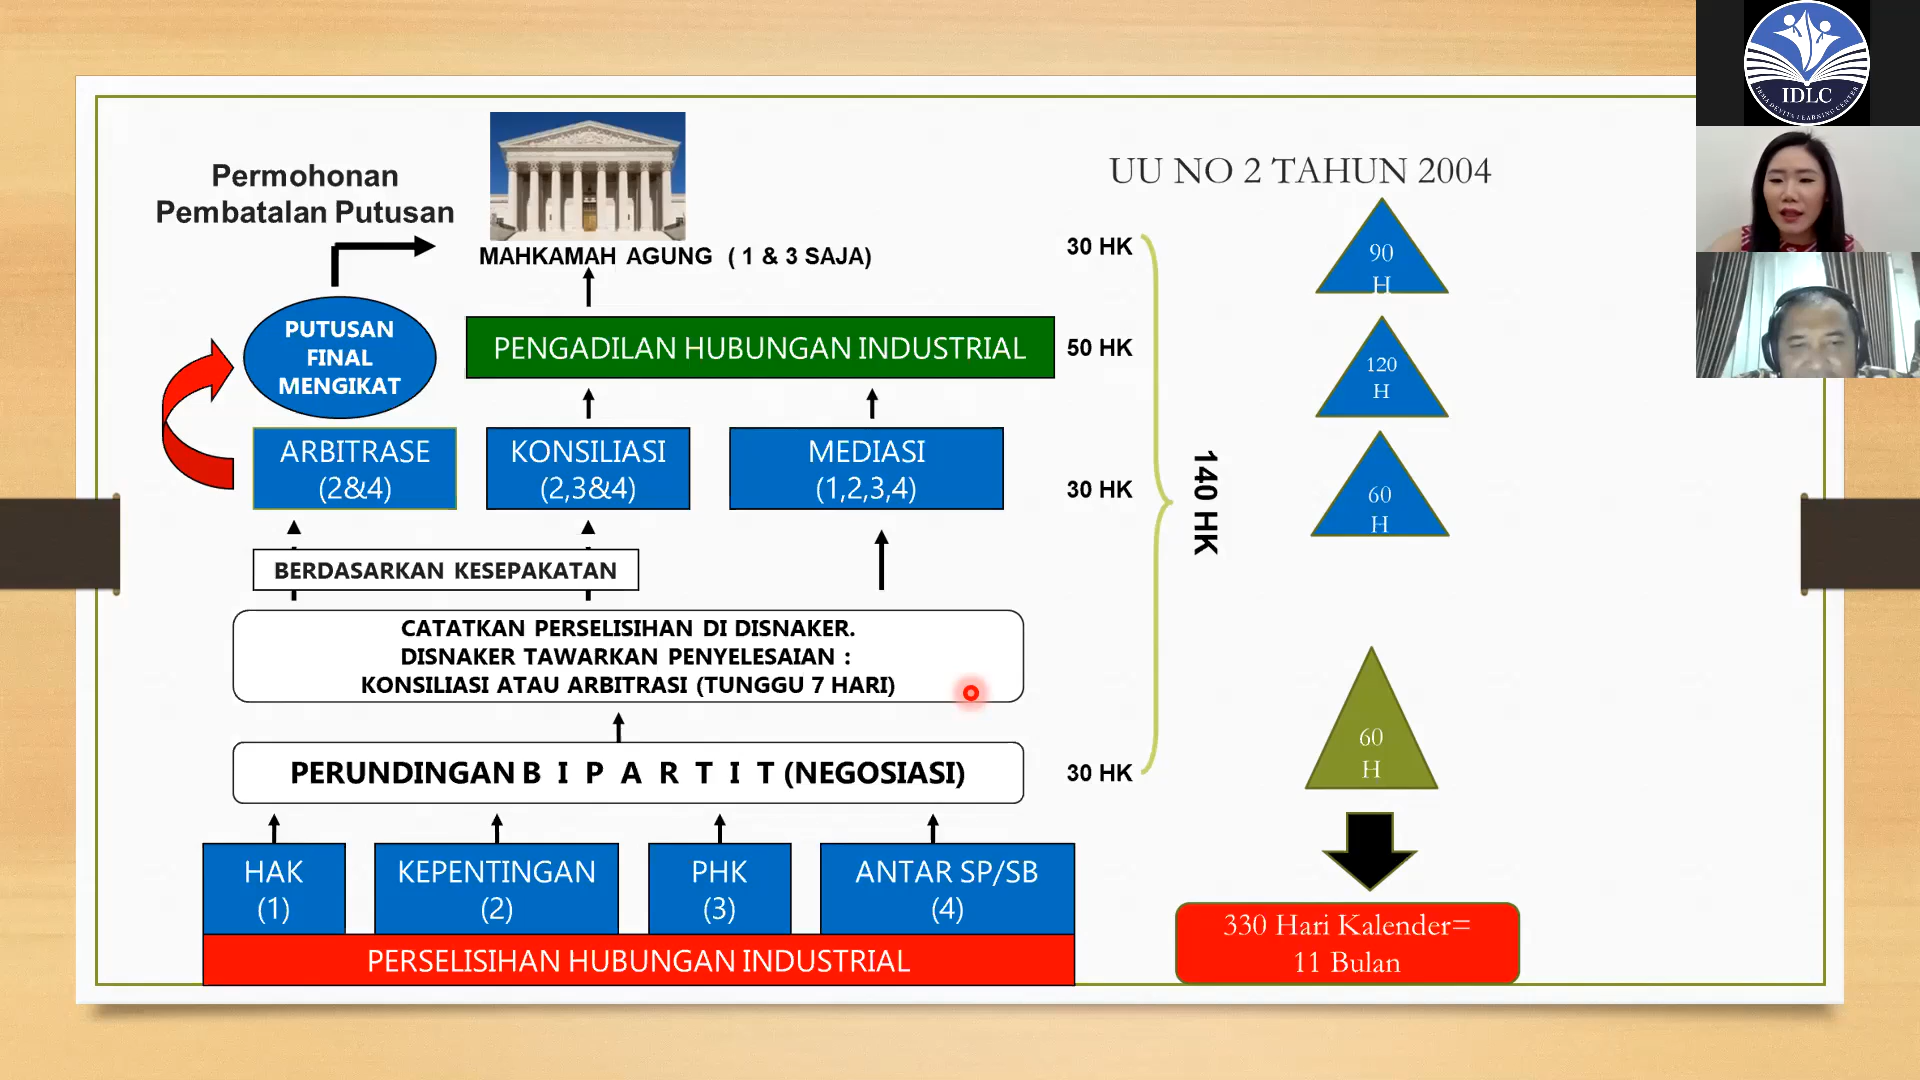 IDLC
IRMA DEVITA LEARNING CENTER
Permohonan
Pembatalan Putusan
MAHKAMAH AGUNG ( 1 & 3 SAJA)
UU NO 2 TAHUN 2004
30 HK
90
H
PUTUSAN
FINAL
MENGIKAT
PENGADILAN HUBUNGAN INDUSTRIAL
50 HK
120
H
ARBITRASE
(2&4)
KONSILIASI
(2,3&4)
MEDIASI
(1,2,3,4)
30 HK
140 HK
60
H
BERDASARKAN KESEPAKATAN
CATATKAN PERSELISIHAN DI DISNAKER.
DISNAKER TAWARKAN PENYELESAIAN :
KONSILIASI ATAU ARBITRASI (TUNGGU 7 HARI)
PERUNDINGAN B I P A R T I T (NEGOSIASI)
30 HK
60
H
HAK
(1)
KEPENTINGAN
(2)
PHK
(3)
ANTAR SP/SB
(4)
PERSELISIHAN HUBUNGAN INDUSTRIAL
330 Hari Kalender=
11 Bulan